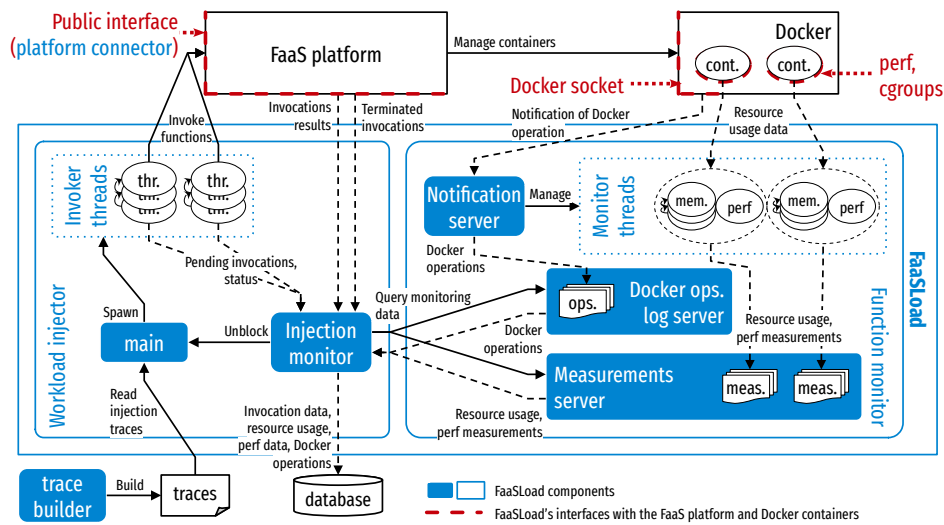 Public interface
(platform connector)
FaaS platform
Manage containers
Docker
cont.
cont.
perf,
cgroups
Docker socket
Invocations
results
Terminated
invocations
Invoke
functions
Notification of Docker
operation
Resource
usage data
Invoker
threads
thr.
thr.
Notification
server
Manage
Monitor
threads
mem.
perf
mem.
perf
Pending invocations,
status
Docker
operations
Workload injector
Spawn
main
Unblock
Injection
monitor
Query monitoring
data
ops.
Docker ops.
log server
Docker
operations
Resource usage,
perf measurements
Measurements
server
meas.
meas.
Function monitor
FaaSLoad
Read
injection
traces
Invocation data,
resource usage,
perf data, Docker
operations
Resource usage,
perf measurements
trace
builder
Build
traces
database
FaaSLoad components
FaaSLoad's interfaces with the FaaS platform and Docker containers